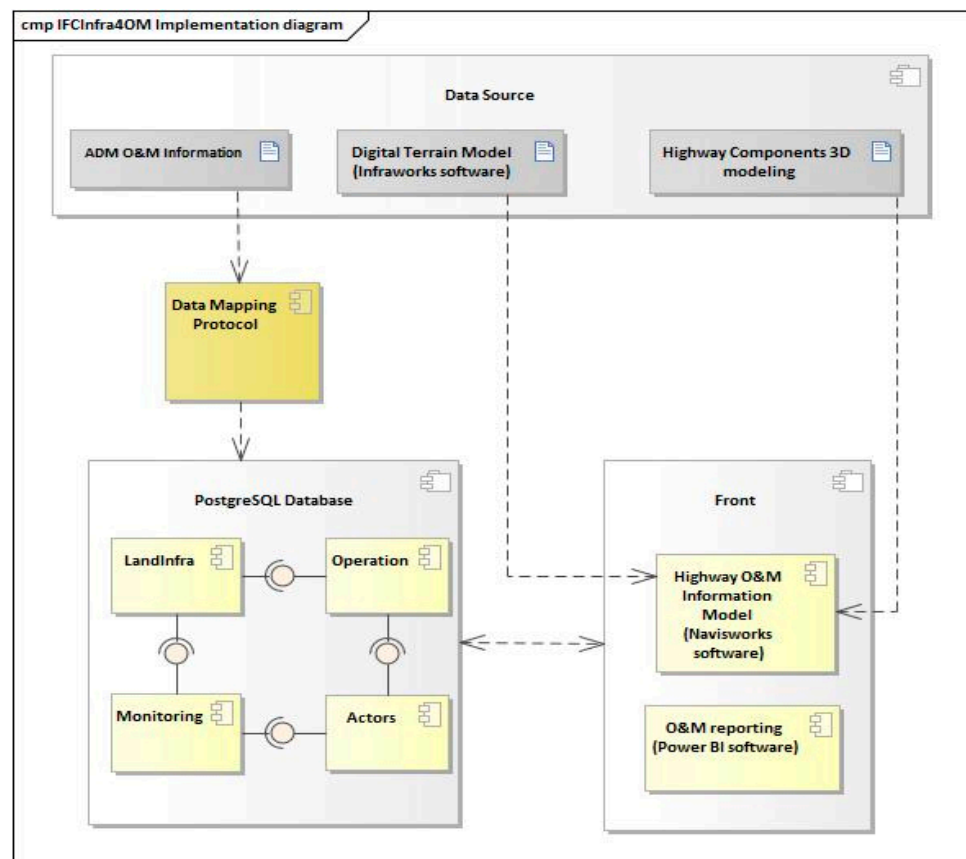 cmp IFCInfra4OM Implementation diagram
Data Source
ADM O&M Information
Digital Terrain Model
(Infraworks software)
Highway Components 3D
modeling
Data Mapping
Protocol
PostgreSQL Database
LandInfra
Operation
Monitoring
Actors
Front
Highway O&M
Information
Model
(Navisworks
software)
O&M reporting
(Power BI software)